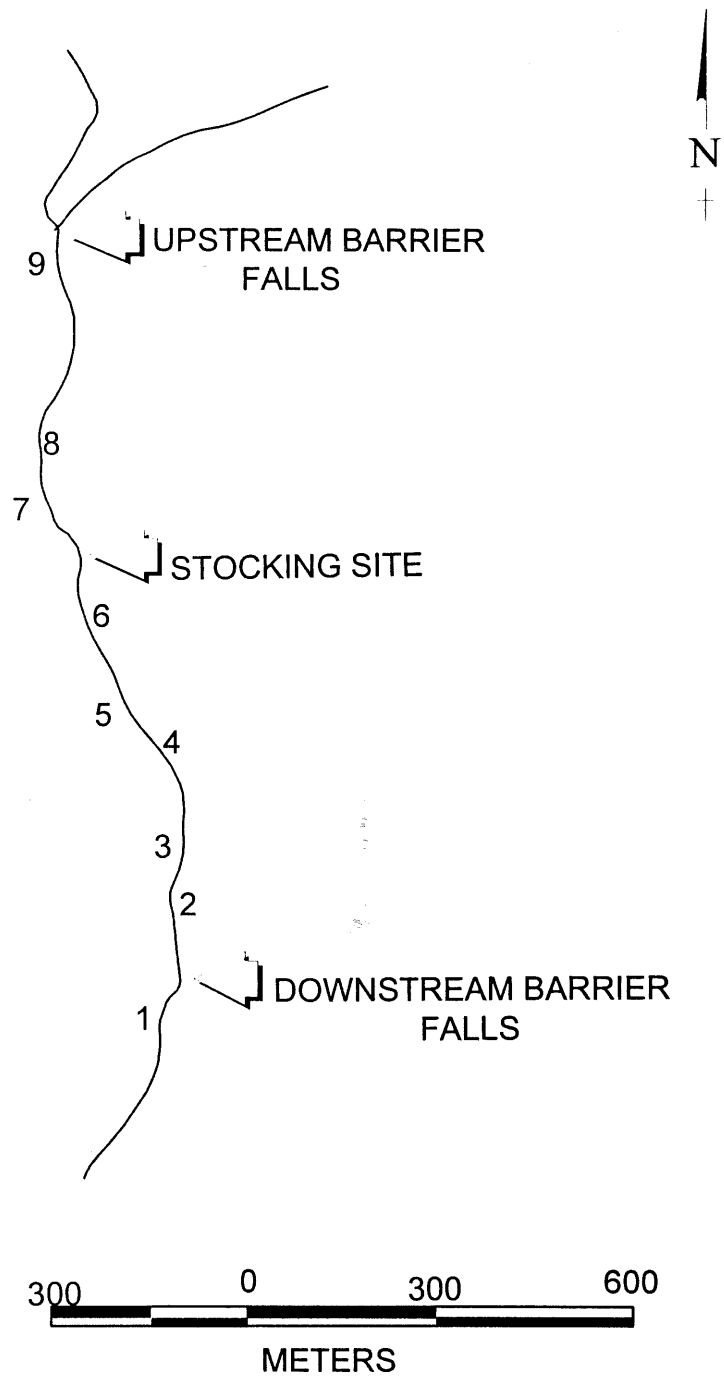 N
UPSTREAM BARRIER
FALLS
9
8
7
STOCKING SITE
6
5
4
3
2
DOWNSTREAM BARRIER
FALLS
1
300 0 300 600
METERS